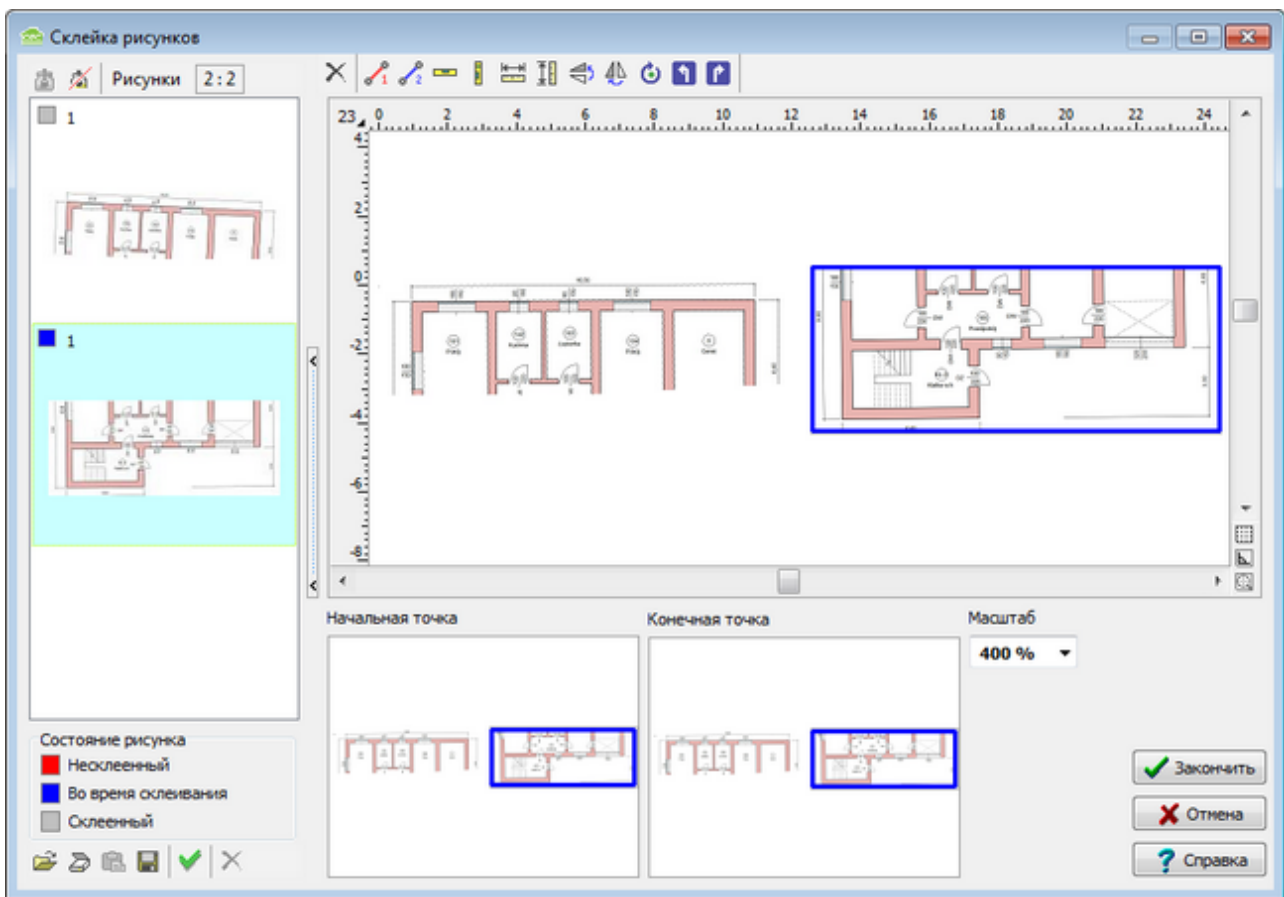 Склейка рисунков
Рисунки 2:2
1
1
23 0 2 4 6 8 10 12 14 16 18 20 22 24
4
2
0
-2
-4
-6
-8
Начальная точка Конечная точка Масштаб
400 %
Состояние рисунка
Несклеенный
Во время склеивания
Склеенный
Закончить
Отмена
Справка